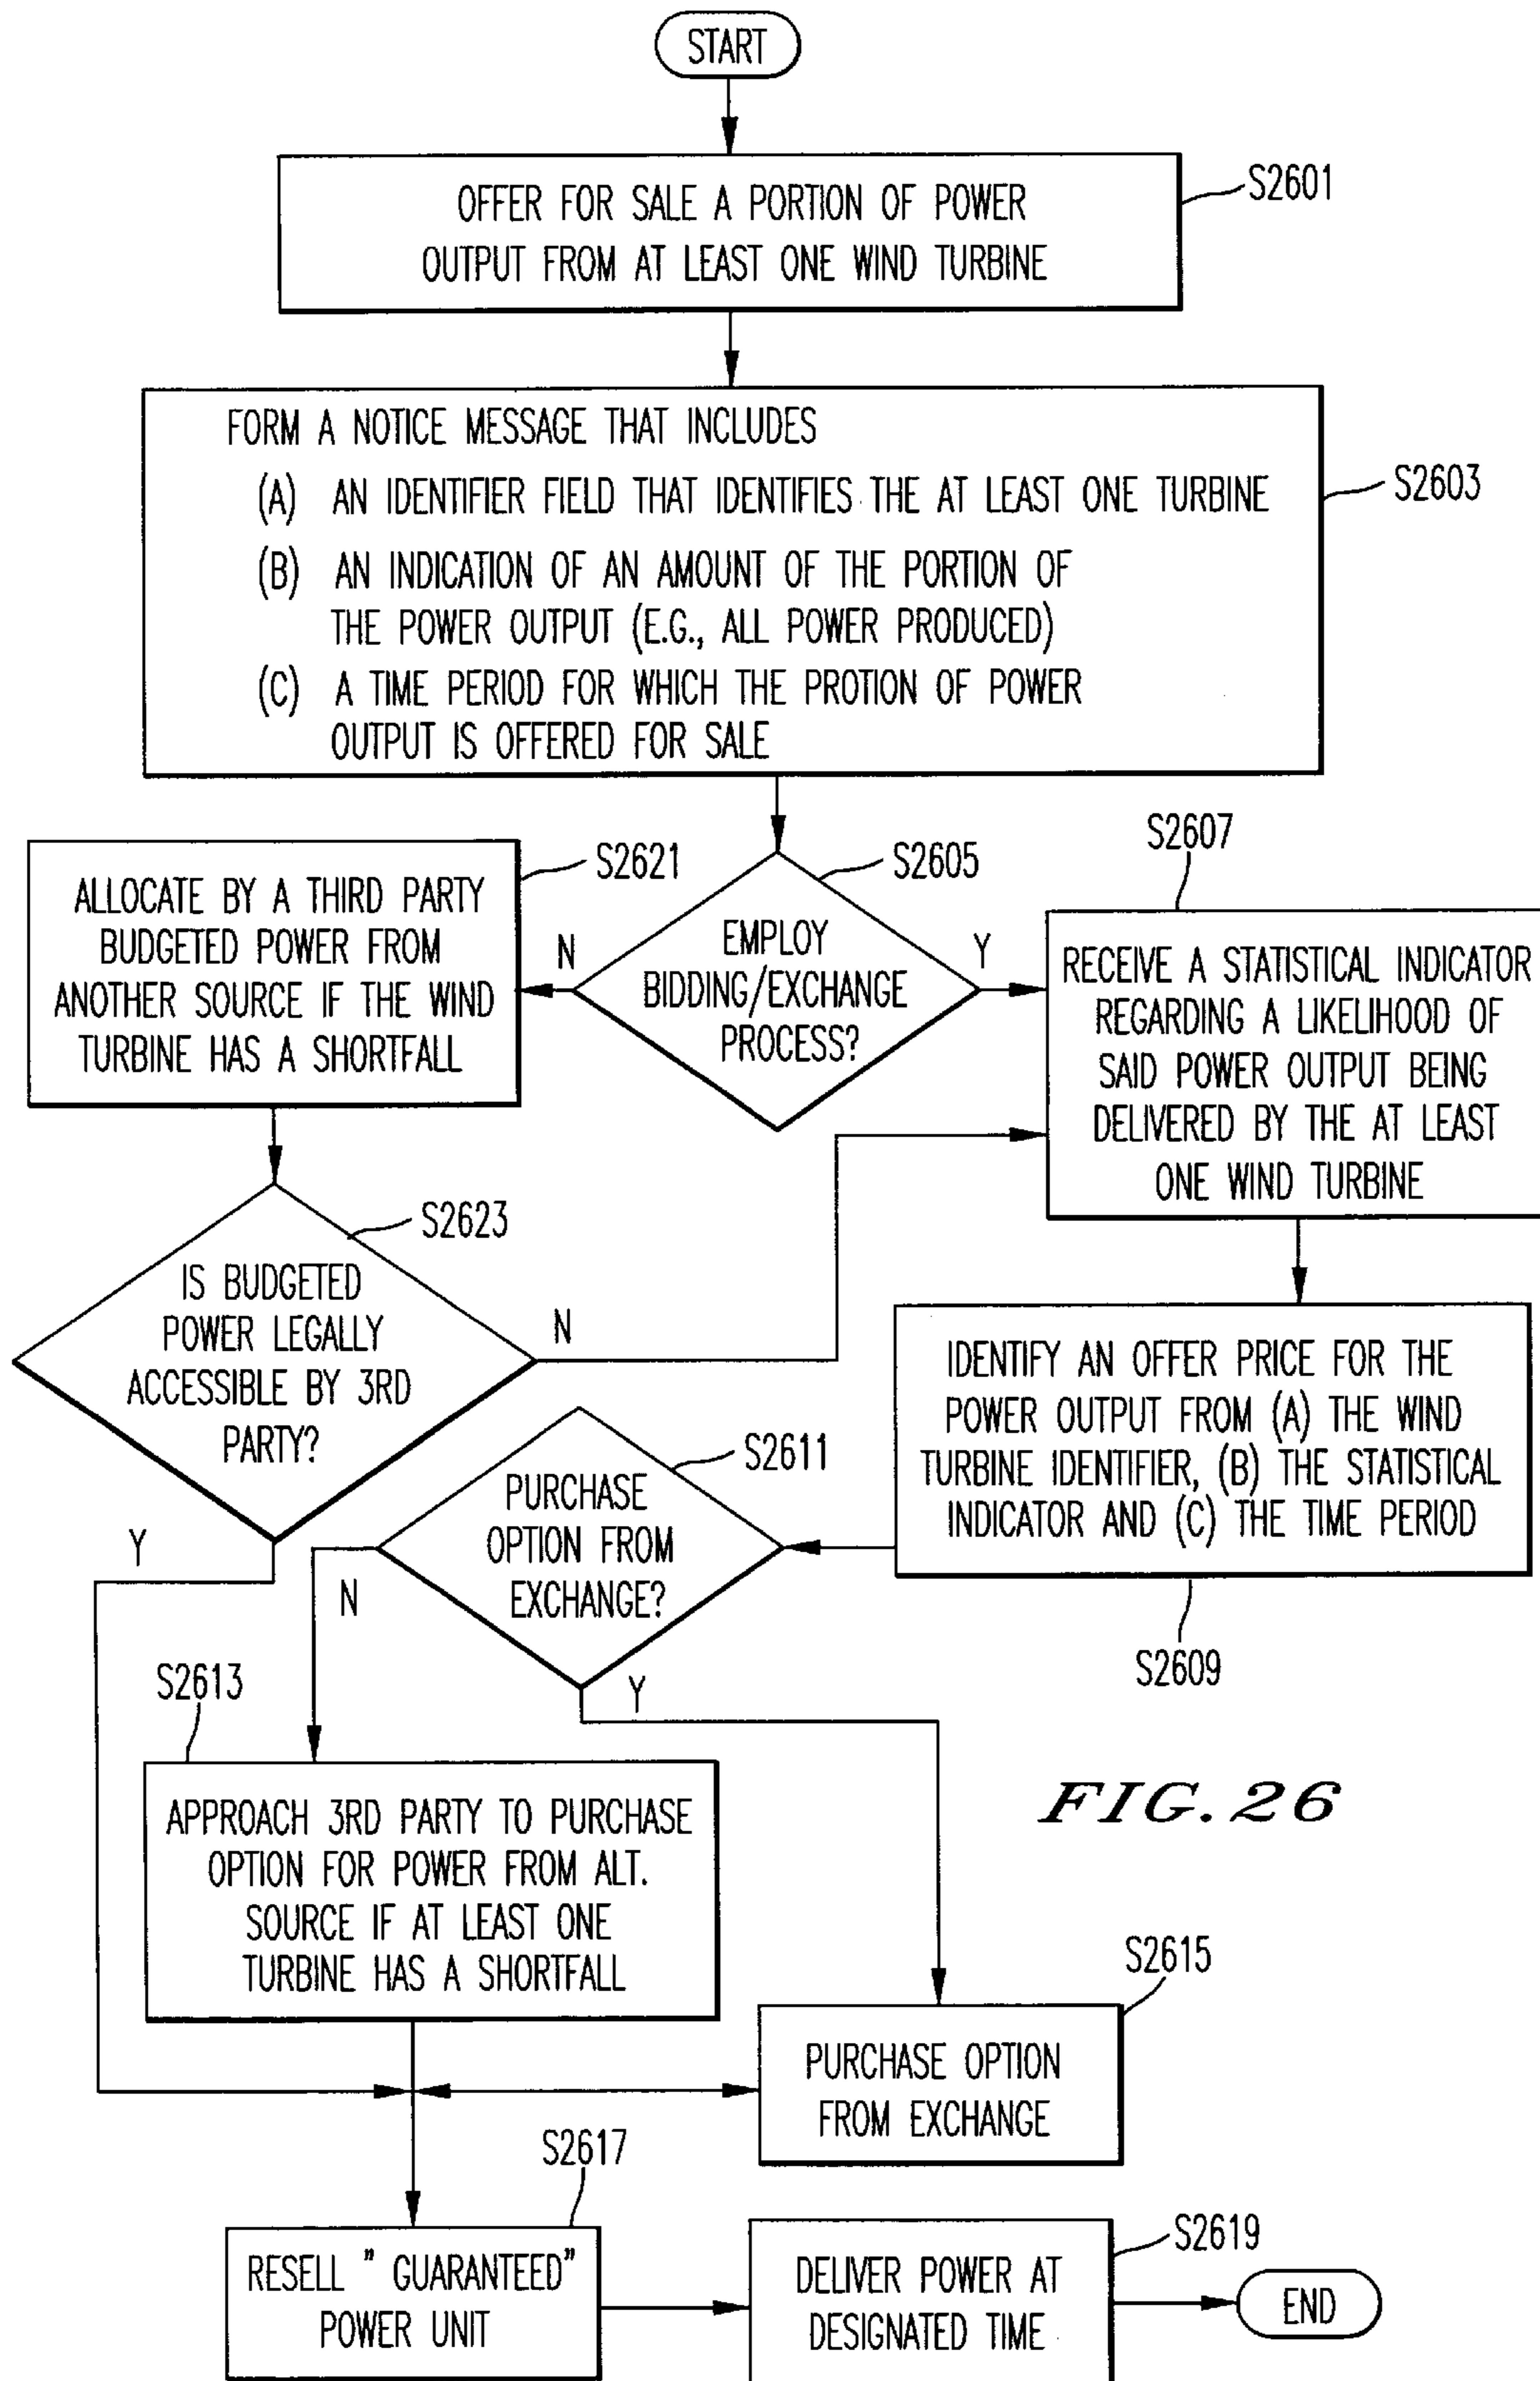 START
OFFER FOR SALE A PORTION OF POWER
OUTPUT FROM AT LEAST ONE WIND TURBINE
S2601
FORM A NOTICE MESSAGE THAT INCLUDES
(A) AN IDENTIFIER FIELD THAT IDENTIFIES THE AT LEAST ONE TURBINE
(B) AN INDICATION OF AN AMOUNT OF THE PORTION OF
THE POWER OUTPUT (E.G., ALL POWER PRODUCED)
(C) A TIME PERIOD FOR WHICH THE PROTION OF POWER
OUTPUT IS OFFERED FOR SALE
S2603
EMPLOY
BIDDING/EXCHANGE
PROCESS?
S2605
N
Y
ALLOCATE BY A THIRD PARTY
BUDGETED POWER FROM
ANOTHER SOURCE IF THE WIND
TURBINE HAS A SHORTFALL
S2621
S2607
RECEIVE A STATISTICAL INDICATOR
REGARDING A LIKELIHOOD OF
SAID POWER OUTPUT BEING
DELIVERED BY THE AT LEAST
ONE WIND TURBINE
IS BUDGETED
POWER LEGALLY
ACCESSIBLE BY 3RD
PARTY?
S2623
N
Y
IDENTIFY AN OFFER PRICE FOR THE
POWER OUTPUT FROM (A) THE WIND
TURBINE IDENTIFIER, (B) THE STATISTICAL
INDICATOR AND (C) THE TIME PERIOD
S2609
PURCHASE
OPTION FROM
EXCHANGE?
S2611
N
Y
S2613
APPROACH 3RD PARTY TO PURCHASE
OPTION FOR POWER FROM ALT.
SOURCE IF AT LEAST ONE
TURBINE HAS A SHORTFALL
FIG. 26
S2615
PURCHASE OPTION
FROM EXCHANGE
S2617
RESELL " GUARANTEED"
POWER UNIT
DELIVER POWER AT
DESIGNATED TIME
S2619
END